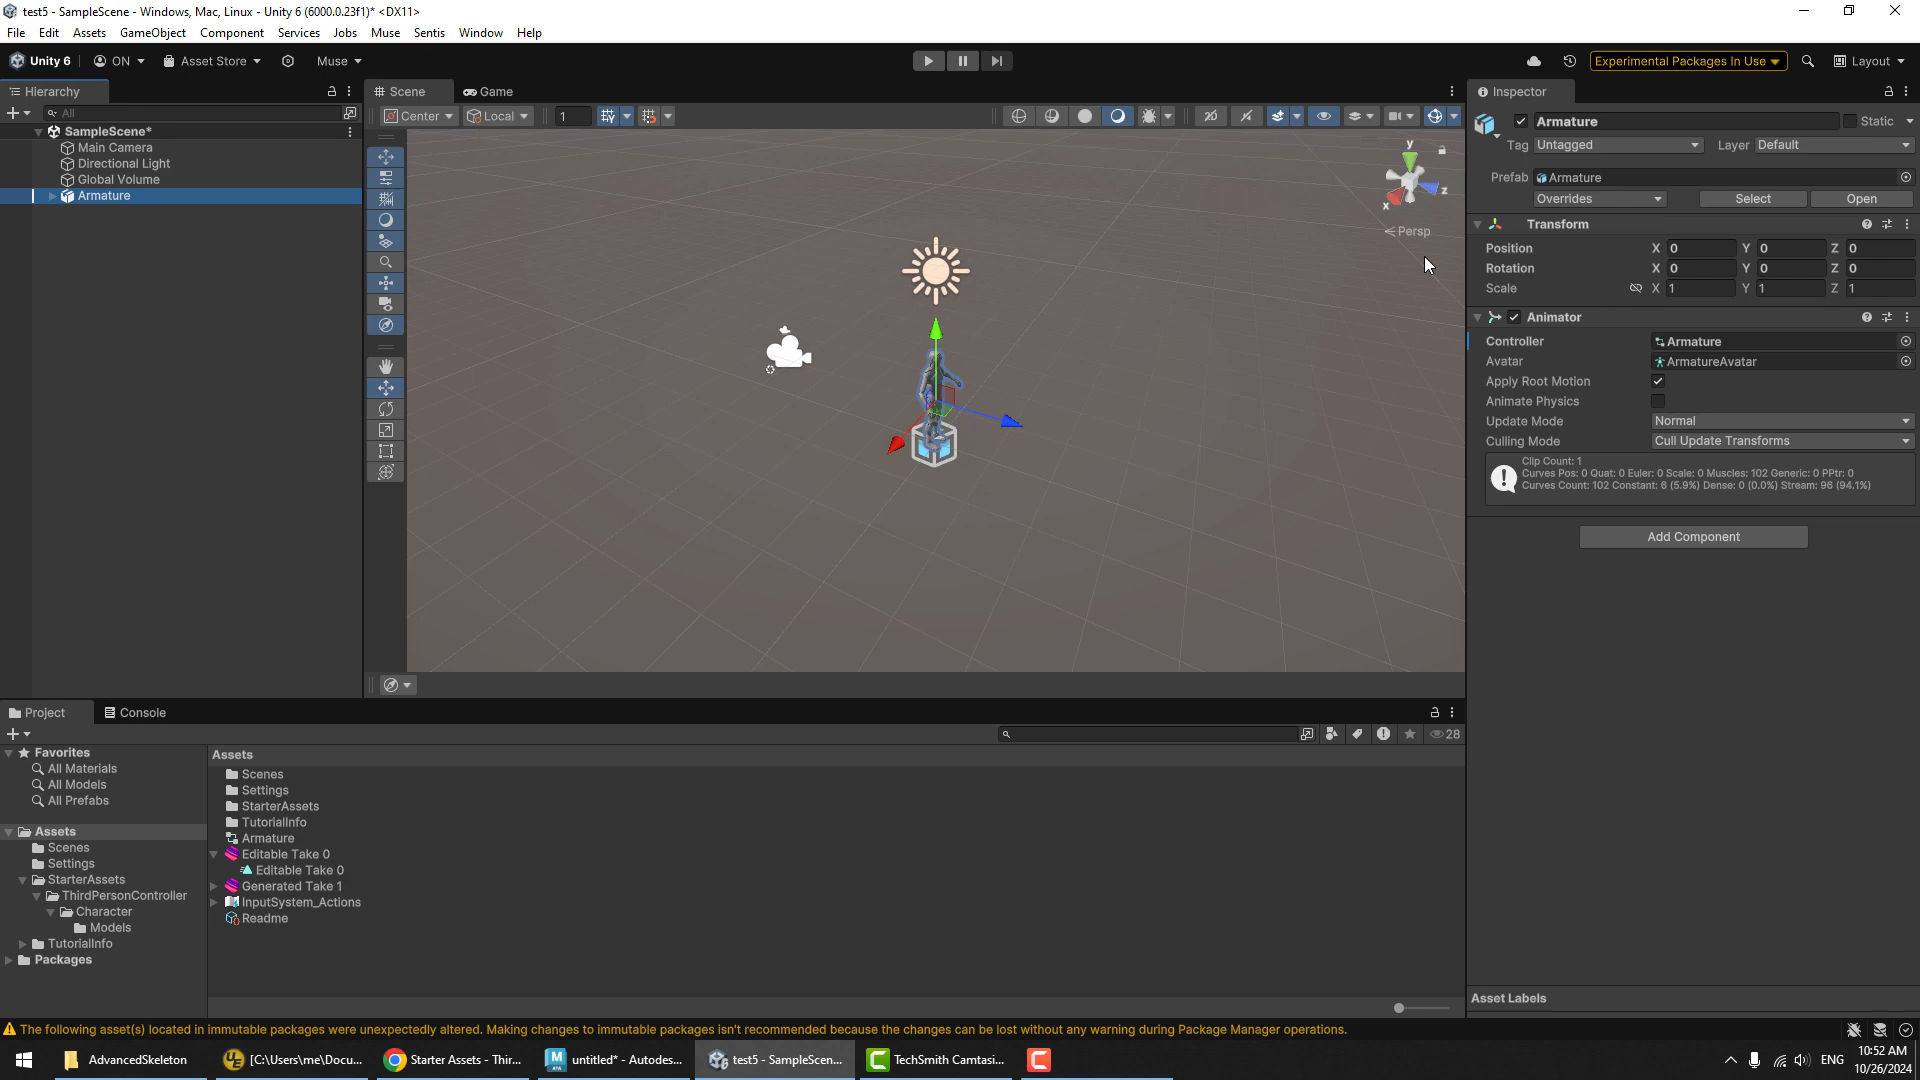 test5 - SampleScene - Windows, Mac, Linux - Unity 6 (6000.0.23f1)* <DX11>
File Edit Assets GameObject Component Services Jobs Muse Sentis Window Help
Unity 6 ON Asset Store Muse Experimental Packages In Use Layout
Hierarchy
All
SampleScene*
Main Camera
Directional Light
Global Volume
Armature
Scene Game
Center Local 1 2D
y
z
x
Persp
Inspector
Armature Static
Tag Untagged Layer Default
Prefab Armature
Overrides Select Open
Transform
Position X 0 Y 0 Z 0
Rotation X 0 Y 0 Z 0
Scale X 1 Y 1 Z 1
Animator
Controller Armature
Avatar ArmatureAvatar
Apply Root Motion
Animate Physics
Update Mode Normal
Culling Mode Cull Update Transforms
Clip Count: 1
Curves Pos: 0 Quat: 0 Euler: 0 Scale: 0 Muscles: 102 Generic: 0 PPtr: 0
Curves Count: 102 Constant: 6 (5.9%) Dense: 0 (0.0%) Stream: 96 (94.1%)
Add Component
Asset Labels
Project Console
28
Favorites
All Materials
All Models
All Prefabs
Assets
Scenes
Settings
StarterAssets
ThirdPersonController
Character
Models
TutorialInfo
Packages
Assets
Scenes
Settings
StarterAssets
TutorialInfo
Armature
Editable Take 0
Editable Take 0
Generated Take 1
InputSystem_Actions
Readme
The following asset(s) located in immutable packages were unexpectedly altered. Making changes to immutable packages isn't recommended because the changes can be lost without any warning during Package Manager operations.
AdvancedSkeleton [C:\Users\me\Docu... Starter Assets - Thir... untitled* - Autodes... test5 - SampleScen... TechSmith Camtasi... ENG 10:52 AM
10/26/2024